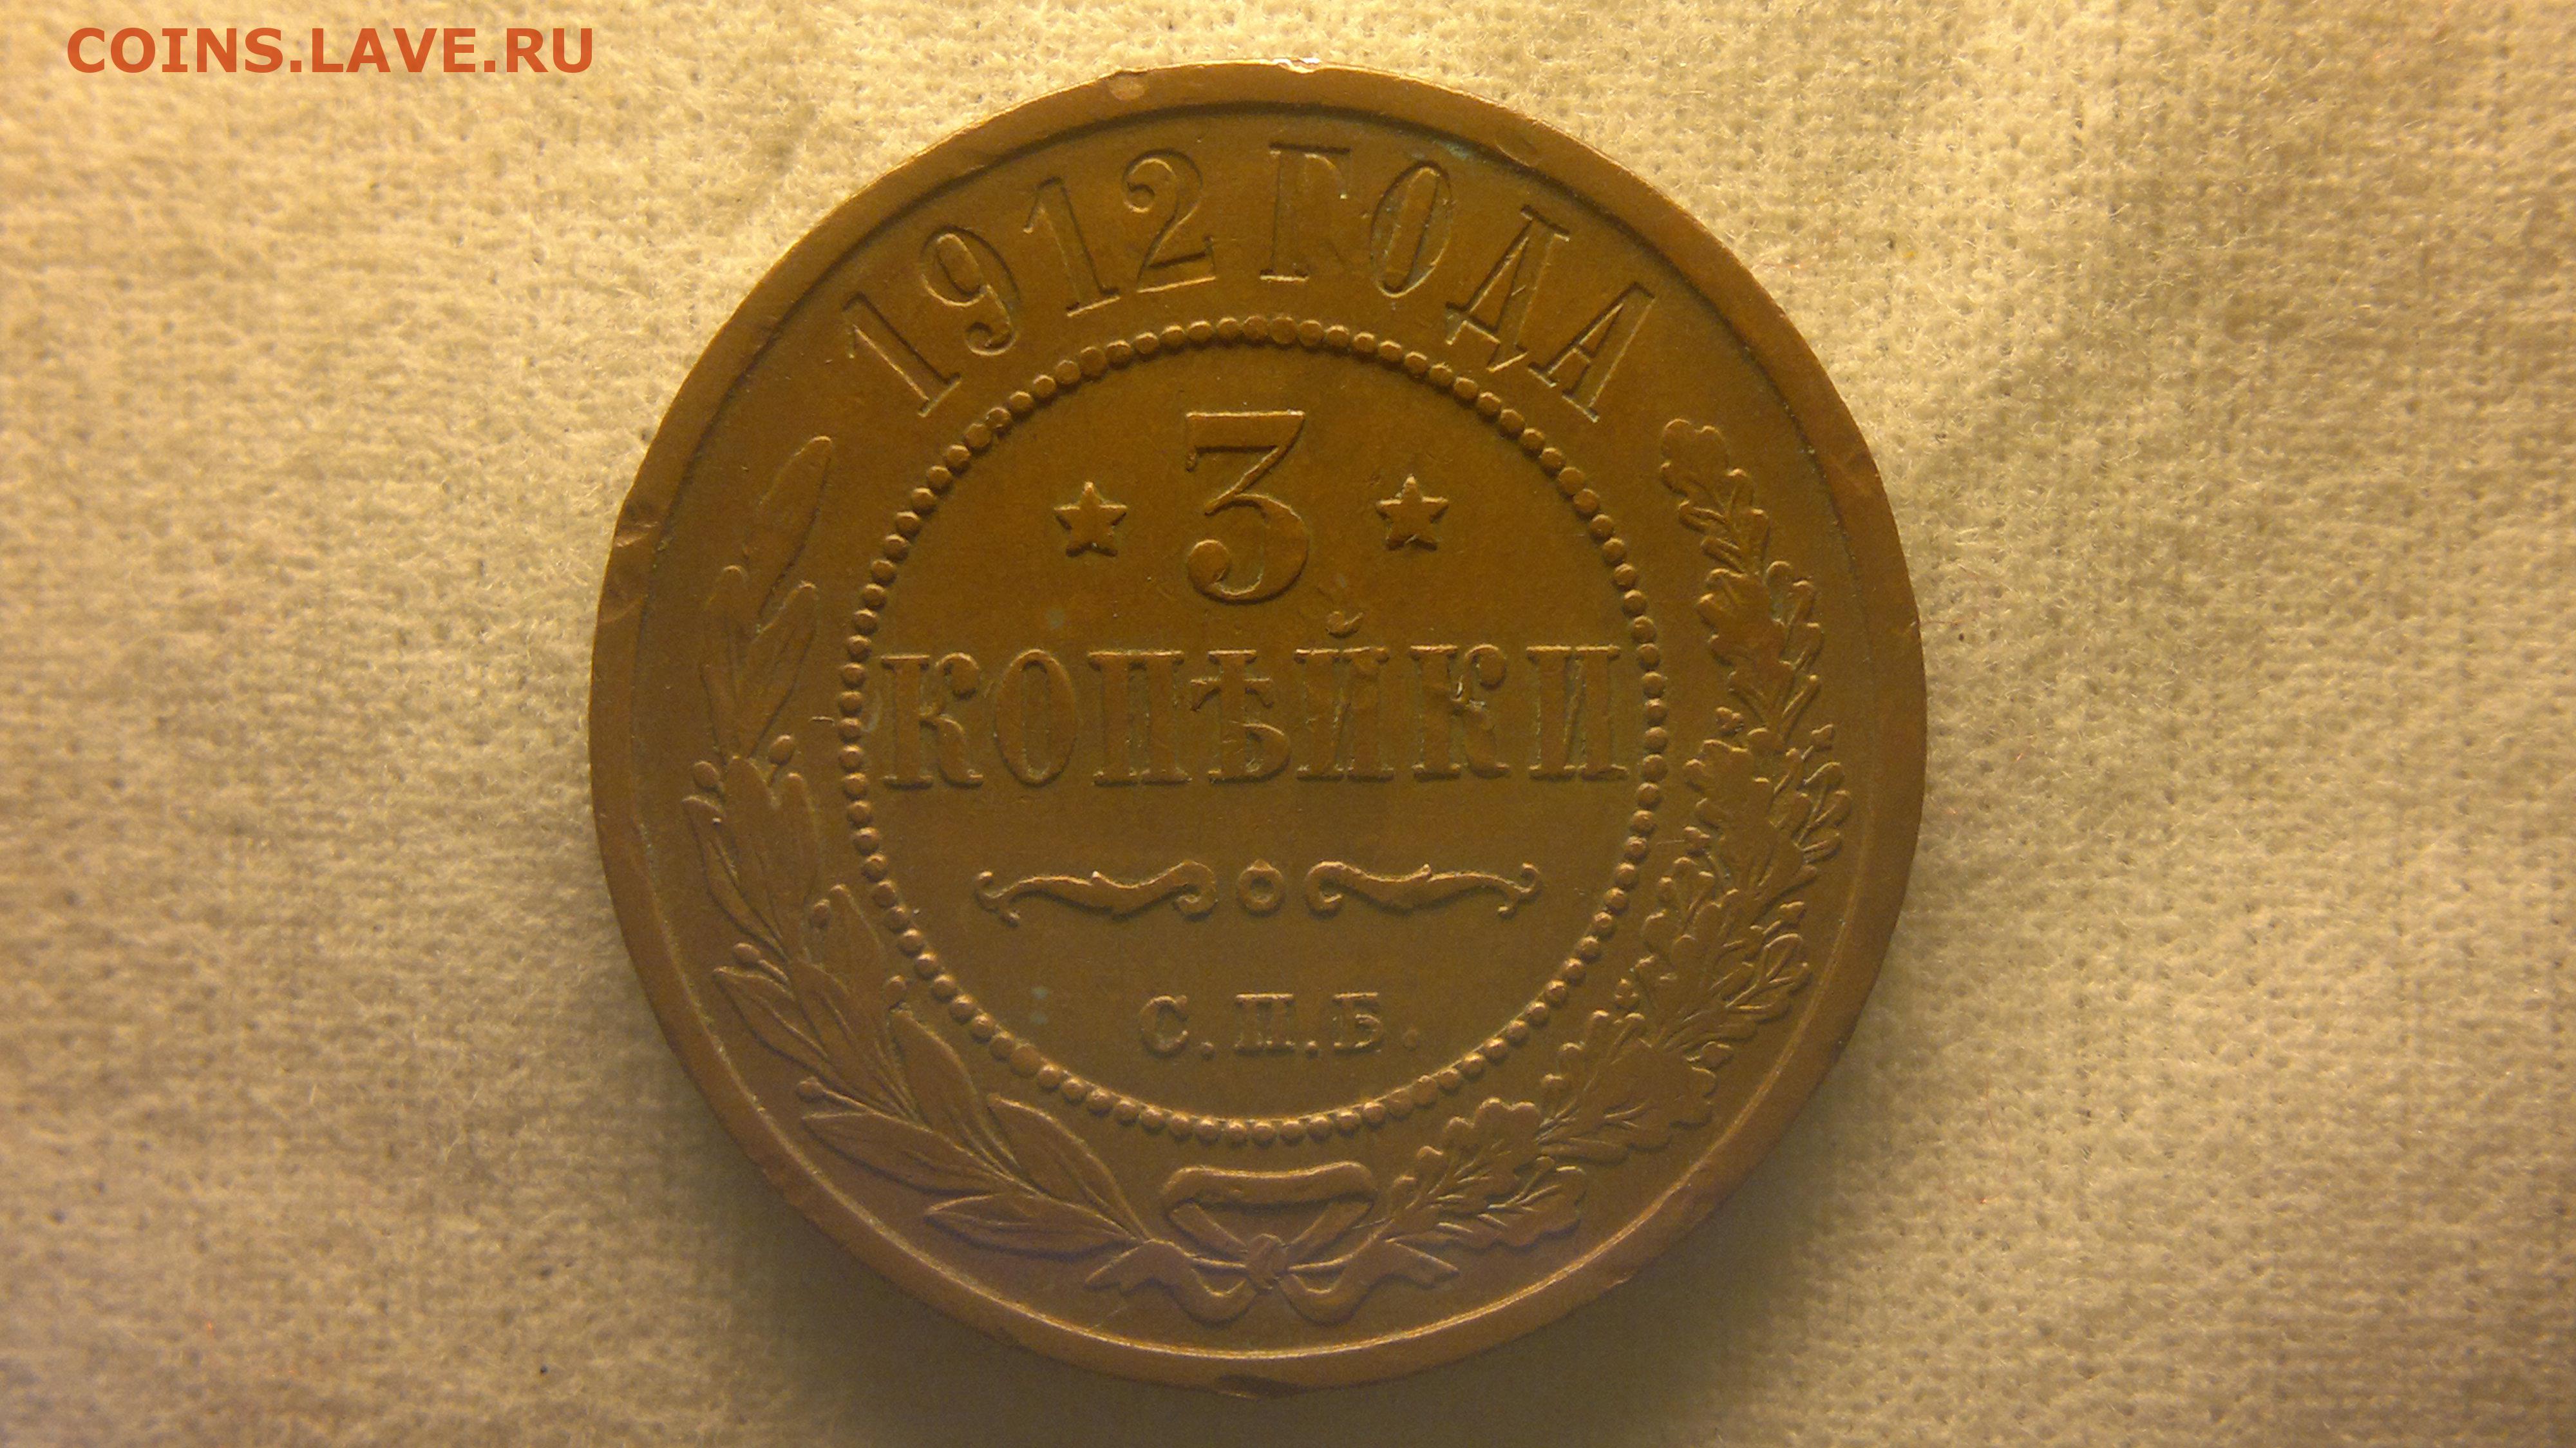 COINS.LAVE.RU
1912 ГОДА
3
КОПѢЙКИ
С.П.Б.